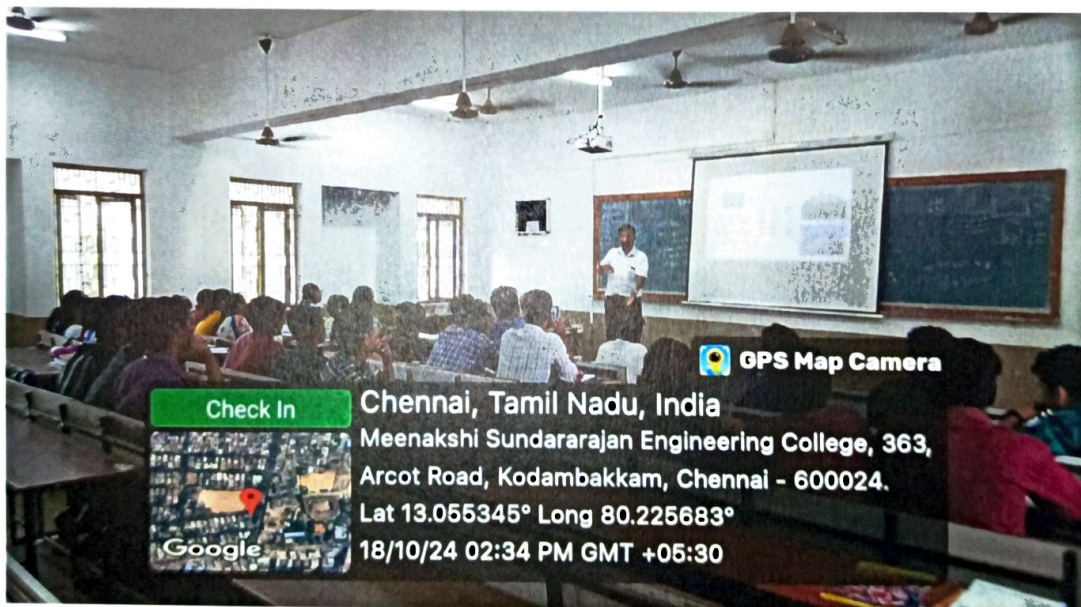 GPS Map Camera
Check In
Chennai, Tamil Nadu, India
Meenakshi Sundararajan Engineering College, 363,
Arcot Road, Kodambakkam, Chennai - 600024.
Lat 13.055345° Long 80.225683°
18/10/24 02:34 PM GMT +05:30
Google